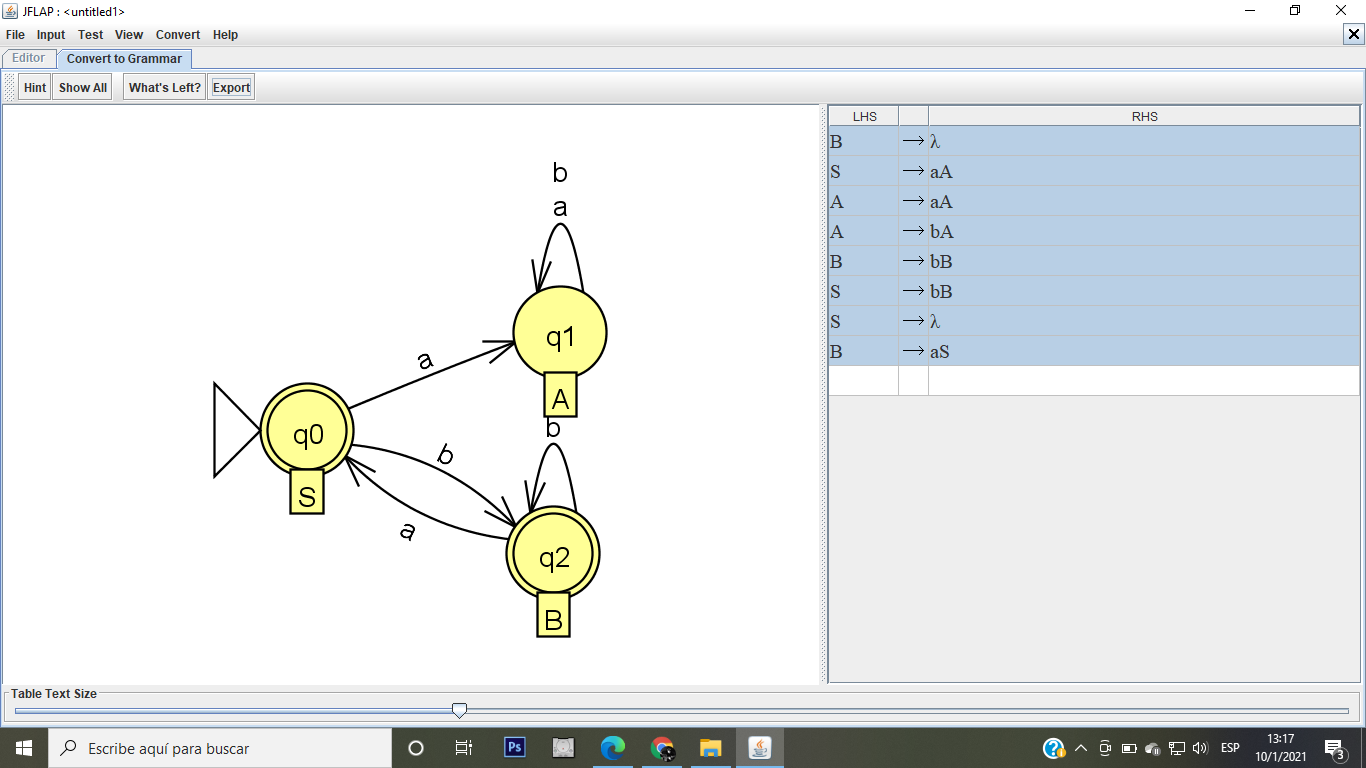 JFLAP : <untitled1>
File Input Test View Convert Help
Editor Convert to Grammar
Hint Show All What's Left? Export
LHS RHS
B → λ
S → aA
A → aA
A → bA
B → bB
S → bB
S → λ
B → aS
b
a
q1
A
a
q0
S
b
a
b
q2
B
Table Text Size
Escribe aquí para buscar
Ps
ESP
13:17
10/1/2021
3